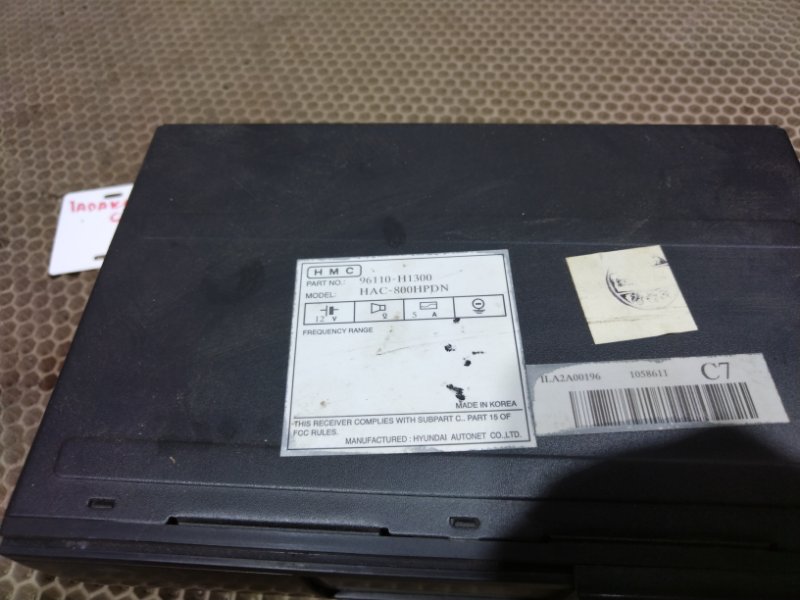 HMC
PART NO.: 96110-H1300
MODEL: HAC-800HPDN
12 V Ω 5 A
FREQUENCY RANGE
MADE IN KOREA
THIS RECEIVER COMPLIES WITH SUBPART C., PART 15 OF
FCC RULES.
MANUFACTURED : HYUNDAI AUTONET CO.,LTD.
1LA2A00196 1058611 C7